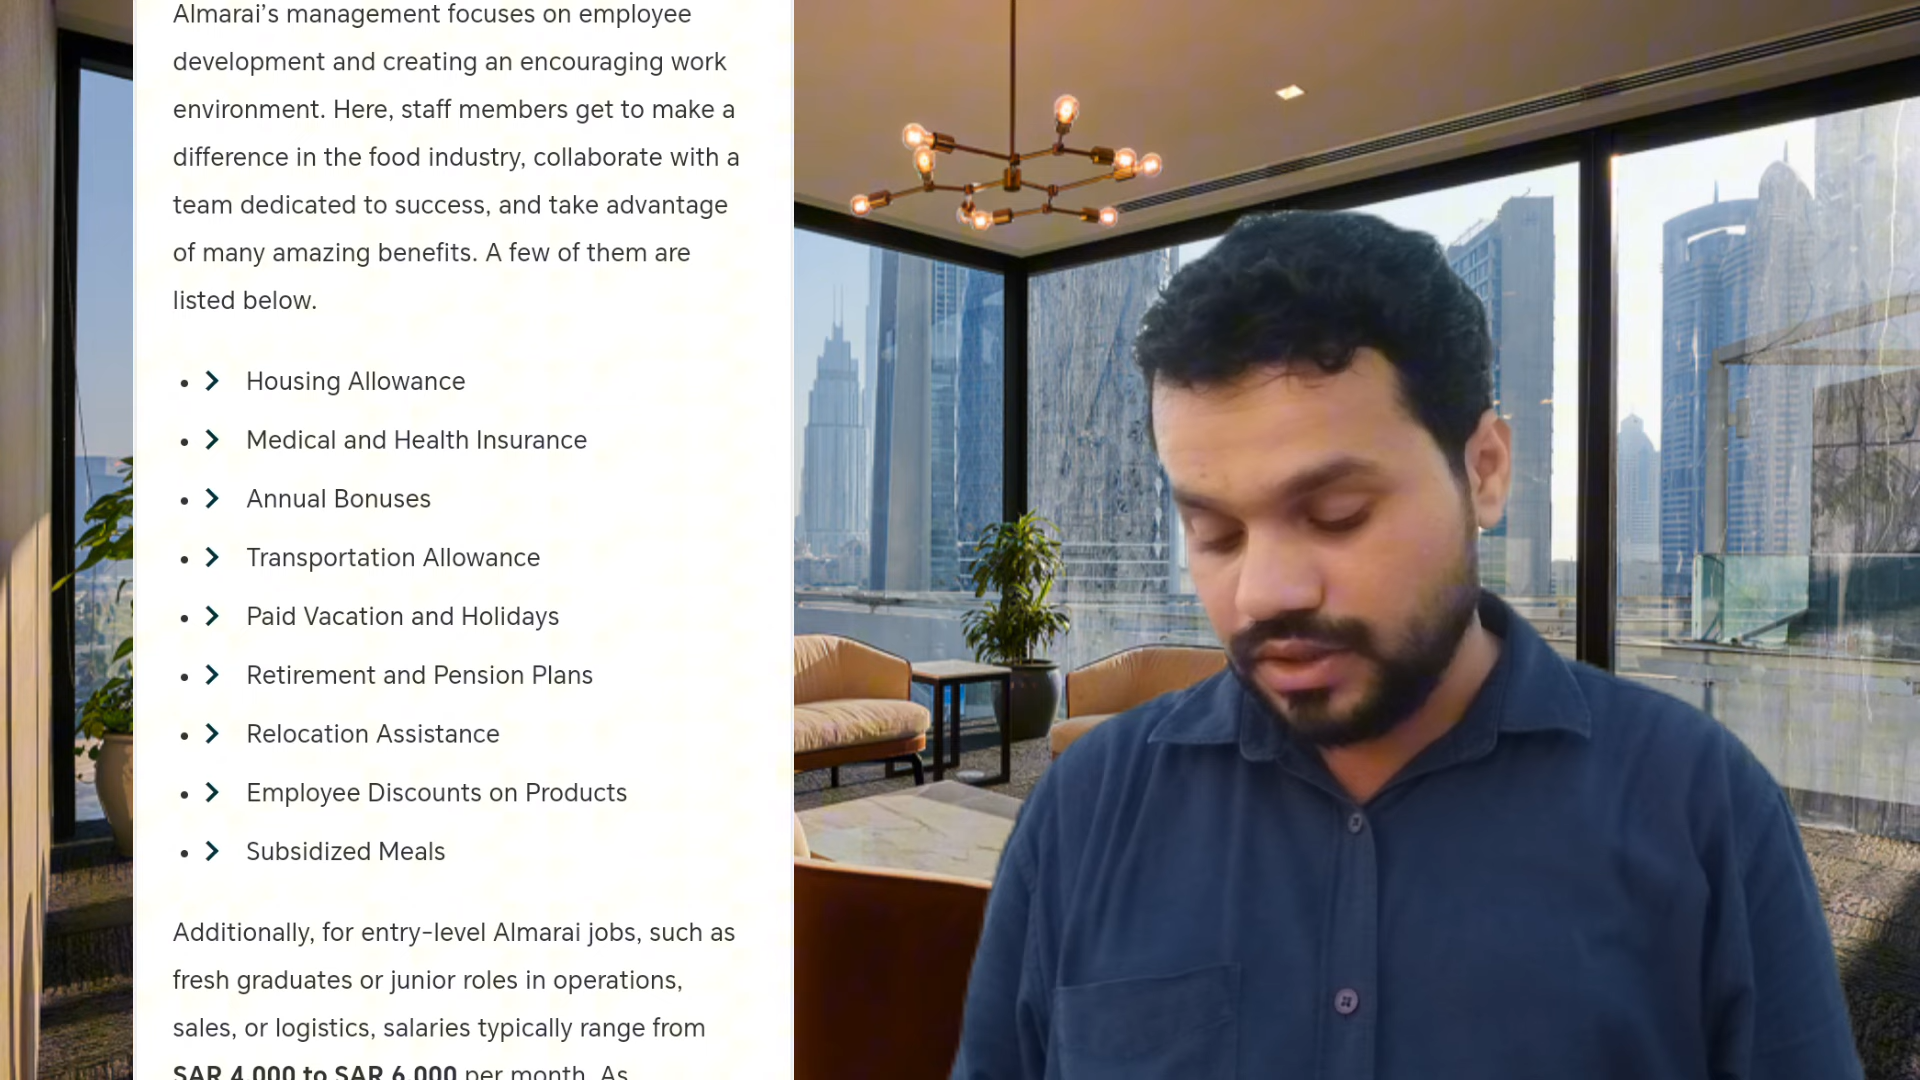 Almarai’s management focuses on employee
development and creating an encouraging work
environment. Here, staff members get to make a
difference in the food industry, collaborate with a
team dedicated to success, and take advantage
of many amazing benefits. A few of them are
listed below.
Housing Allowance
Medical and Health Insurance
Annual Bonuses
Transportation Allowance
Paid Vacation and Holidays
Retirement and Pension Plans
Relocation Assistance
Employee Discounts on Products
Subsidized Meals
Additionally, for entry-level Almarai jobs, such as
fresh graduates or junior roles in operations,
sales, or logistics, salaries typically range from
SAR 4,000 to SAR 6,000 per month. As